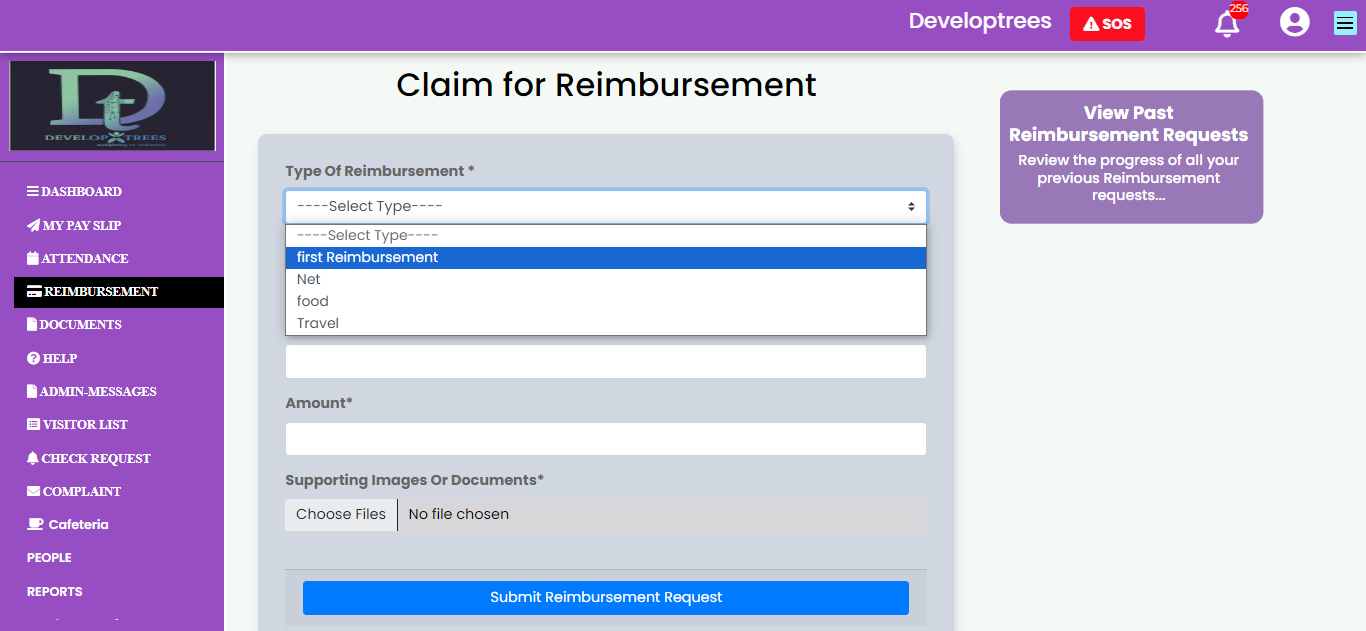 Developtrees
SOS
256
DEVELOP TREES
DASHBOARD
MY PAY SLIP
ATTENDANCE
REIMBURSEMENT
DOCUMENTS
HELP
ADMIN-MESSAGES
VISITOR LIST
CHECK REQUEST
COMPLAINT
Cafeteria
PEOPLE
REPORTS
Claim for Reimbursement
Type Of Reimbursement *
----Select Type----
----Select Type----
first Reimbursement
Net
food
Travel
Amount*
Supporting Images Or Documents*
Choose Files No file chosen
Submit Reimbursement Request
View Past
Reimbursement Requests
Review the progress of all your
previous Reimbursement
requests...